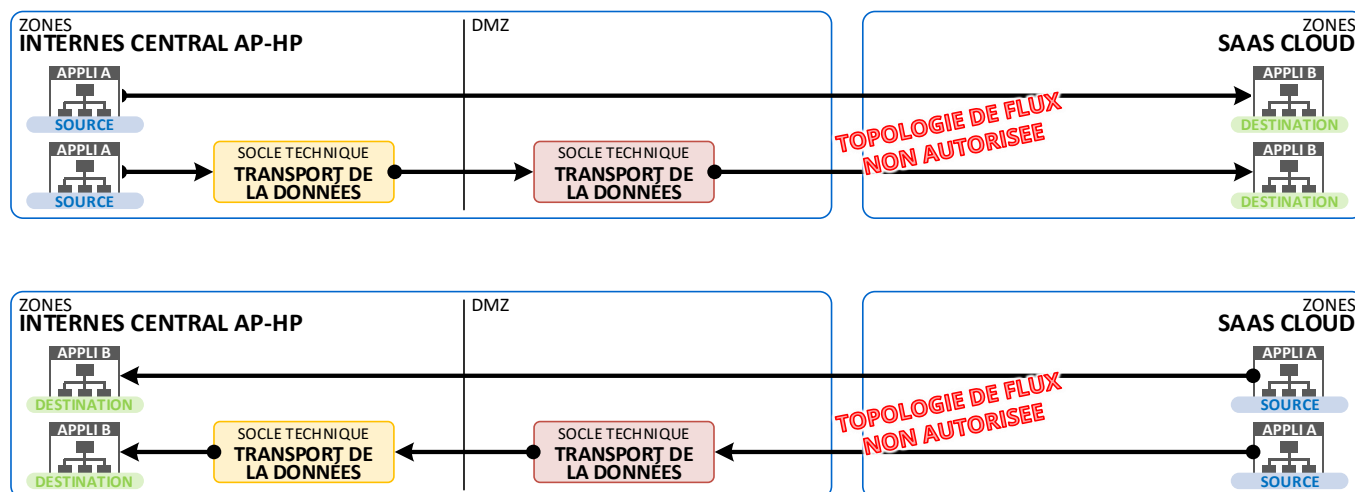 ZONES
INTERNES CENTRAL AP-HP
DMZ
ZONES
SAAS CLOUD
APPLI A
SOURCE
APPLI B
DESTINATION
TOPOLOGIE DE FLUX
NON AUTORISEE
APPLI A
SOURCE
SOCLE TECHNIQUE
TRANSPORT DE
LA DONNÉES
SOCLE TECHNIQUE
TRANSPORT DE
LA DONNÉES
APPLI B
DESTINATION
ZONES
INTERNES CENTRAL AP-HP
DMZ
ZONES
SAAS CLOUD
APPLI B
DESTINATION
APPLI A
SOURCE
TOPOLOGIE DE FLUX
NON AUTORISEE
APPLI B
DESTINATION
SOCLE TECHNIQUE
TRANSPORT DE
LA DONNÉES
SOCLE TECHNIQUE
TRANSPORT DE
LA DONNÉES
APPLI A
SOURCE